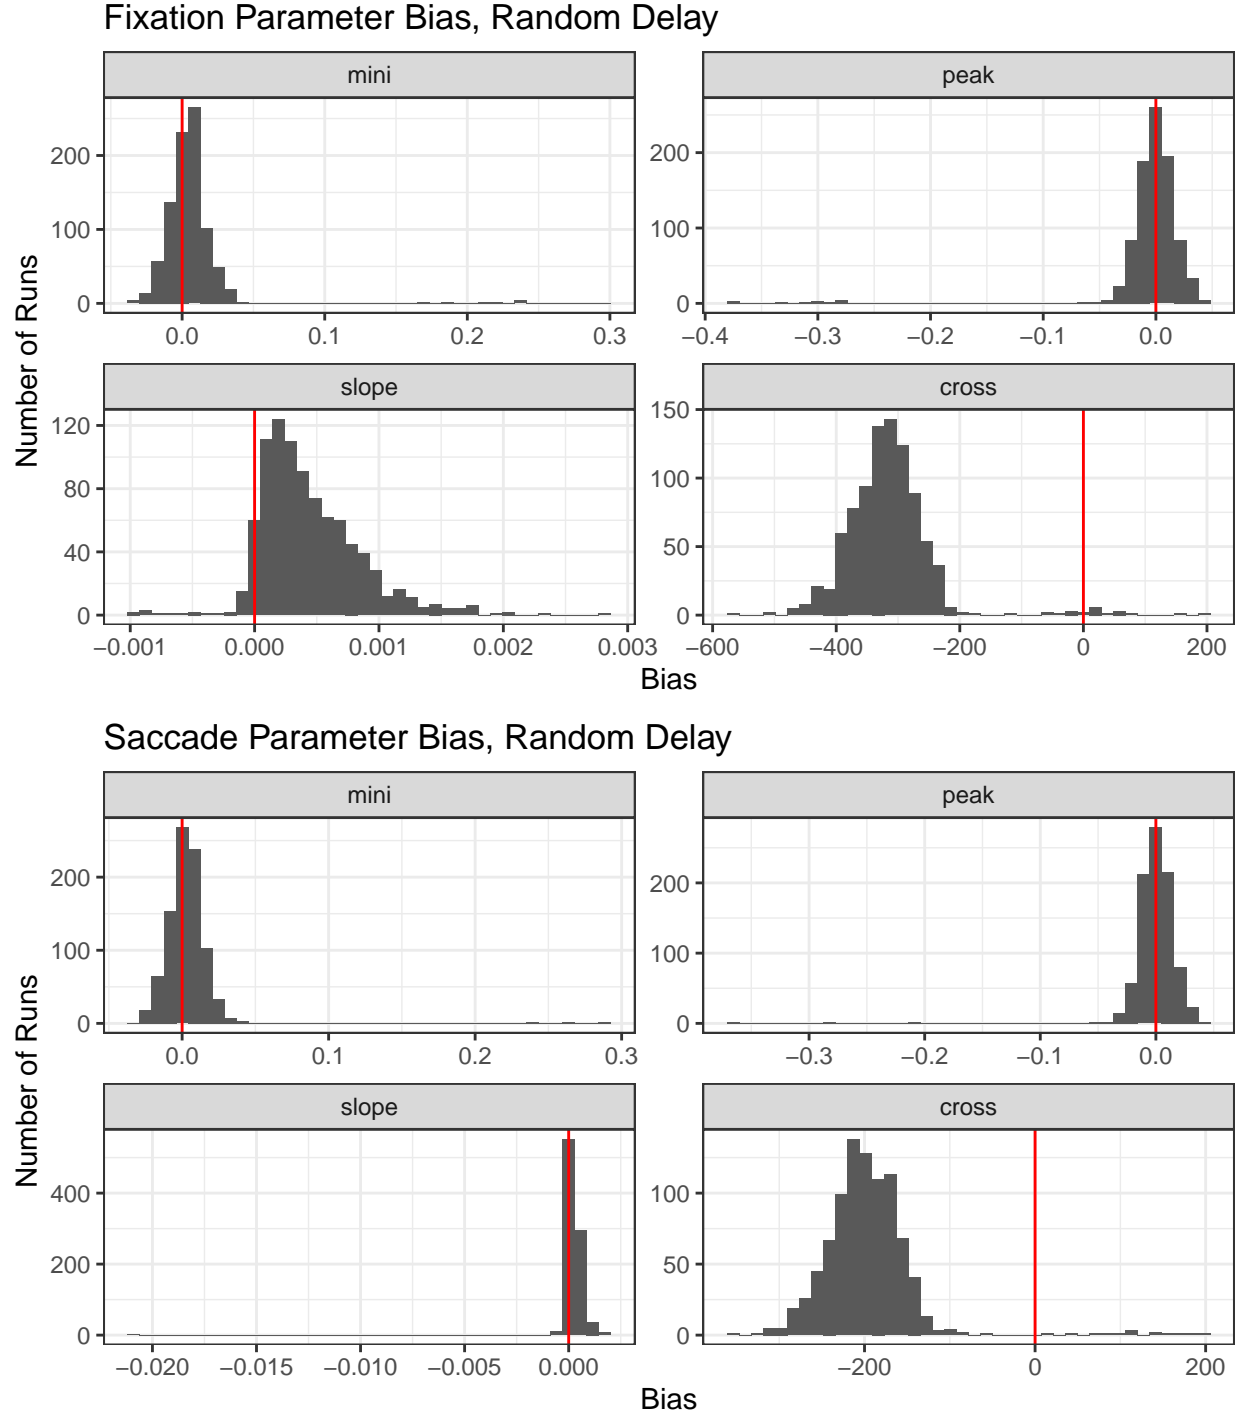 Fixation Parameter Bias, Random Delay
mini
peak
200
100
0
0.0 0.1 0.2 0.3
200
100
0
−0.4 −0.3 −0.2 −0.1 0.0
Number of Runs
slope
cross
120
80
40
0
−0.001 0.000 0.001 0.002 0.003
150
100
50
0
−600 −400 −200 0 200
Bias
Saccade Parameter Bias, Random Delay
mini
peak
200
100
0
0.0 0.1 0.2 0.3
200
100
0
−0.3 −0.2 −0.1 0.0
Number of Runs
slope
cross
400
200
0
−0.020 −0.015 −0.010 −0.005 0.000
100
50
0
−200 0 200
Bias